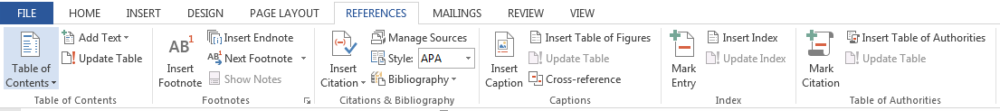 FILE HOME INSERT DESIGN PAGE LAYOUT REFERENCES MAILINGS REVIEW VIEW
Table of Contents
Add Text
Update Table
Table of Contents
AB1
Insert Footnote
Insert Endnote
AB1 Next Footnote
Show Notes
Footnotes
Insert Citation
Manage Sources
Style: APA
Bibliography
Citations & Bibliography
Insert Caption
Insert Table of Figures
Update Table
Cross-reference
Captions
Mark Entry
Insert Index
Update Index
Index
Mark Citation
Insert Table of Authorities
Update Table
Table of Authorities